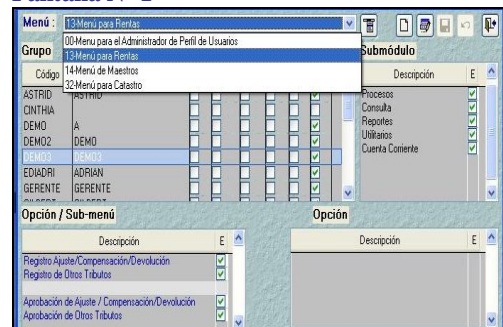 Menú : 13-Menú para Rentas
00-Menu para el Administrador de Perfil de Usuarios
13-Menú para Rentas
14-Menú de Maestros
32-Menú para Catastro
Grupo
Submódulo
Código
Descripción E
ASTRID ASTRID
CINTHIA
DEMO A
DEMO2 DEMO
DEMO3 DEMO3
EDIADRI ADRIAN
GERENTE GERENTE
Procesos
Consulta
Reportes
Utilitarios
Cuenta Corriente
Opción / Sub-menú
Opción
Descripción E
Descripción E
Registro Ajuste/Compensación/Devolución
Registro de Otros Tributos
Aprobación de Ajuste / Compensación/Devolución
Aprobación de Otros Tributos